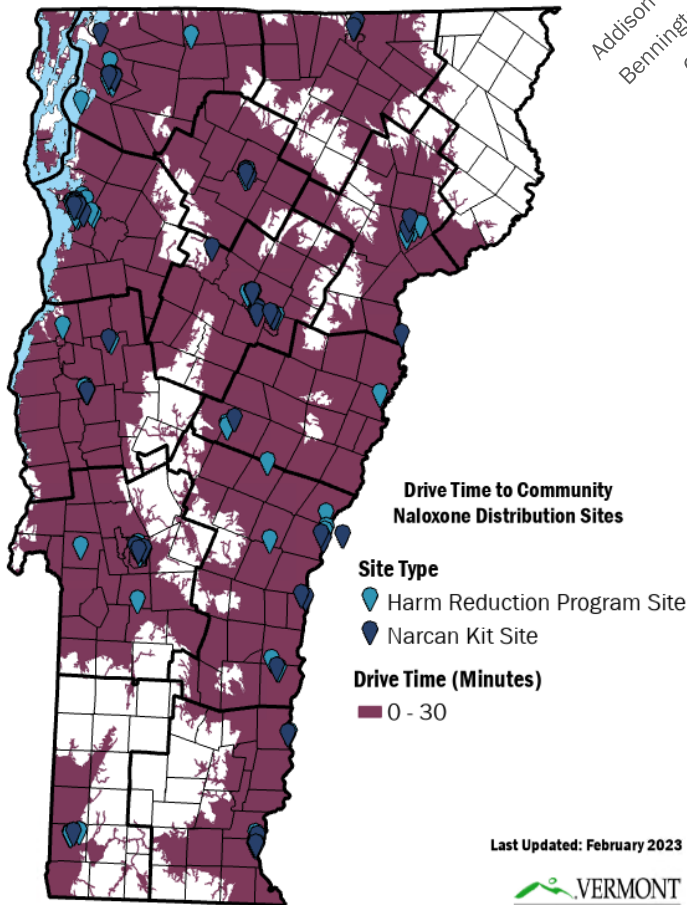 Addison
Benningt
Drive Time to Community
Naloxone Distribution Sites
Site Type
Harm Reduction Program Site
Narcan Kit Site
Drive Time (Minutes)
0 - 30
Last Updated: February 2023
VERMONT